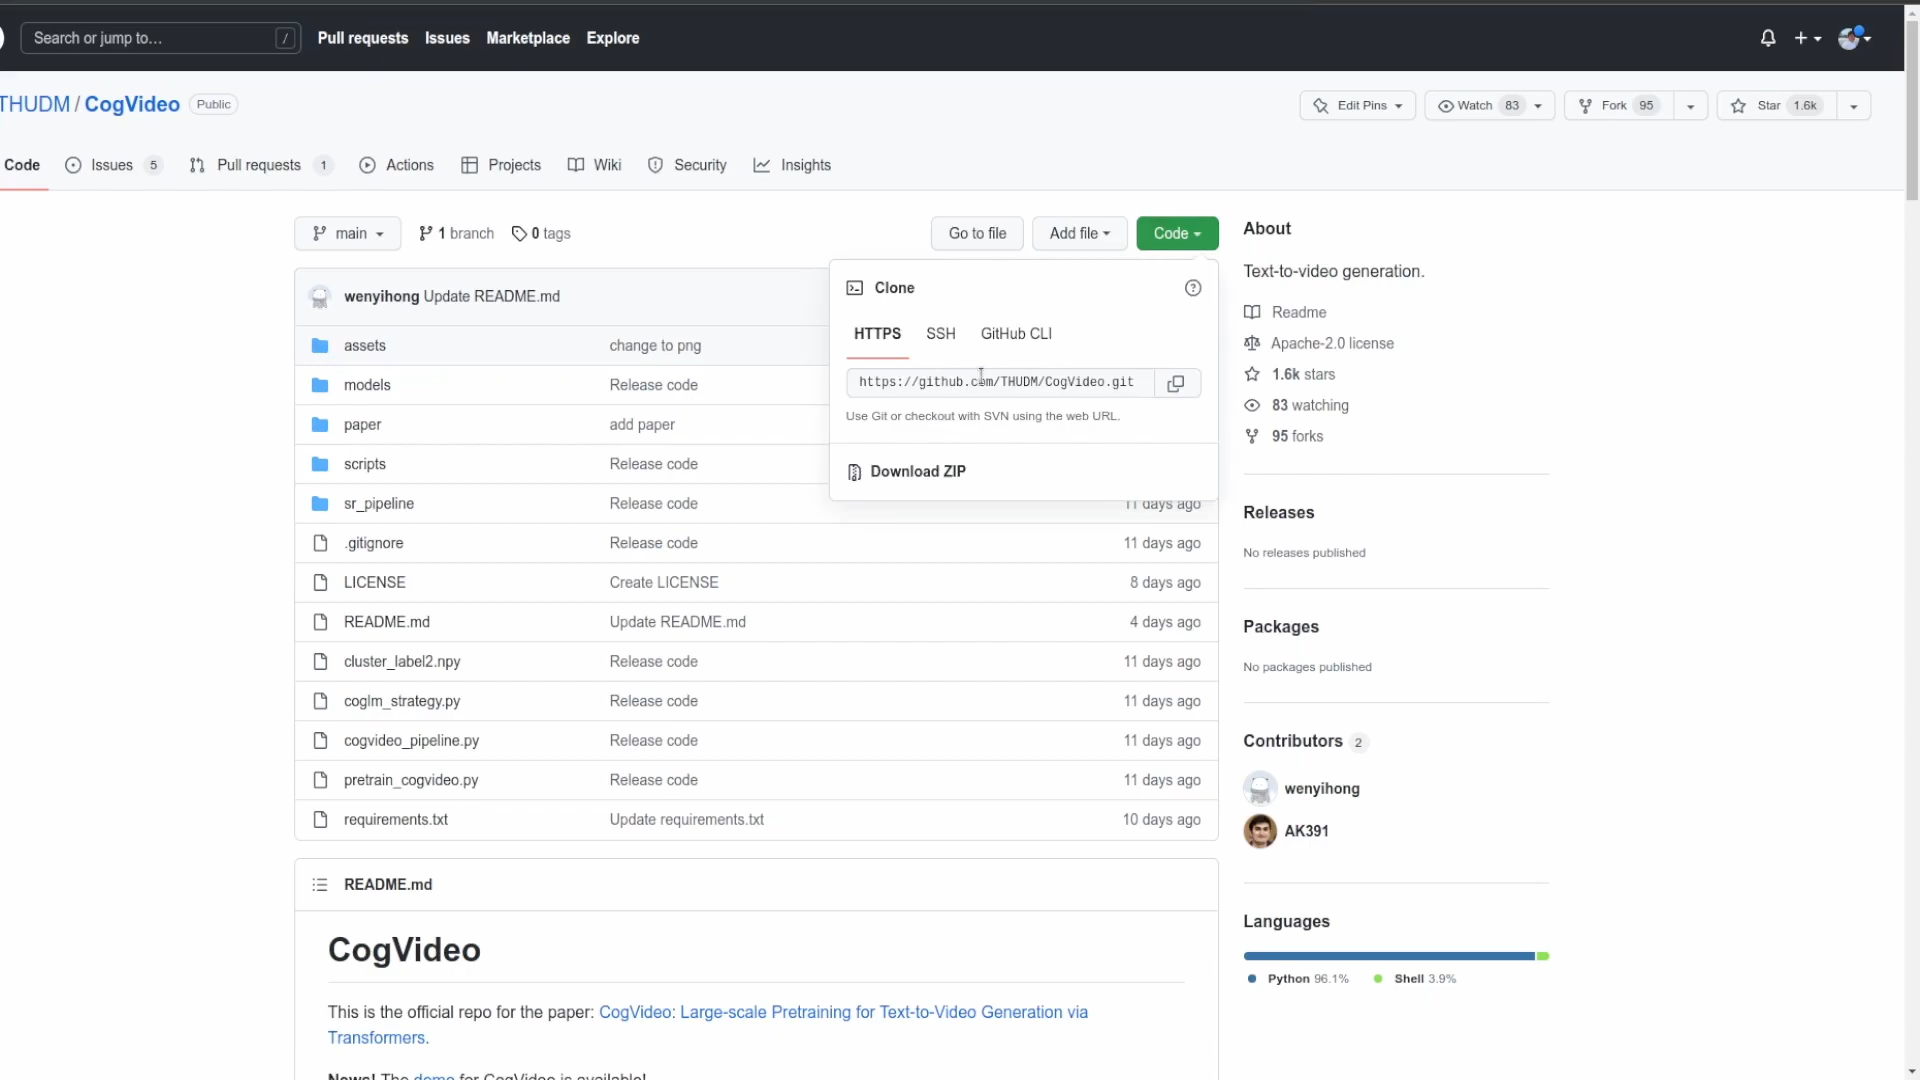 Search or jump to... /
Pull requests Issues Marketplace Explore
THUDM / CogVideo Public
Edit Pins Watch 83 Fork 95 Star 1.6k
Code Issues 5 Pull requests 1 Actions Projects Wiki Security Insights
main 1 branch 0 tags Go to file Add file Code
wenyihong Update README.md
assets change to png
models Release code
paper add paper
scripts Release code
sr_pipeline Release code 11 days ago
.gitignore Release code 11 days ago
LICENSE Create LICENSE 8 days ago
README.md Update README.md 4 days ago
cluster_label2.npy Release code 11 days ago
coglm_strategy.py Release code 11 days ago
cogvideo_pipeline.py Release code 11 days ago
pretrain_cogvideo.py Release code 11 days ago
requirements.txt Update requirements.txt 10 days ago
Clone
HTTPS SSH GitHub CLI
https://github.com/THUDM/CogVideo.git
Use Git or checkout with SVN using the web URL.
Download ZIP
README.md
CogVideo
This is the official repo for the paper: CogVideo: Large-scale Pretraining for Text-to-Video Generation via
Transformers.
News! The demo for CogVideo is available!
About
Text-to-video generation.
Readme
Apache-2.0 license
1.6k stars
83 watching
95 forks
Releases
No releases published
Packages
No packages published
Contributors 2
wenyihong
AK391
Languages
Python 96.1% Shell 3.9%